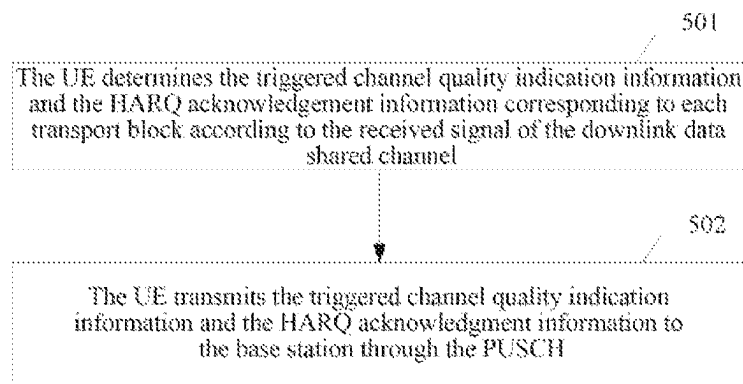 501
The UE determines the triggered channel quality indication information
and the HARQ acknowledgement information corresponding to each
transport block according to the received signal of the downlink data
shared channel
502
The UE transmits the triggered channel quality indication
information and the HARQ acknowledgment information to
the base station through the PUSCH